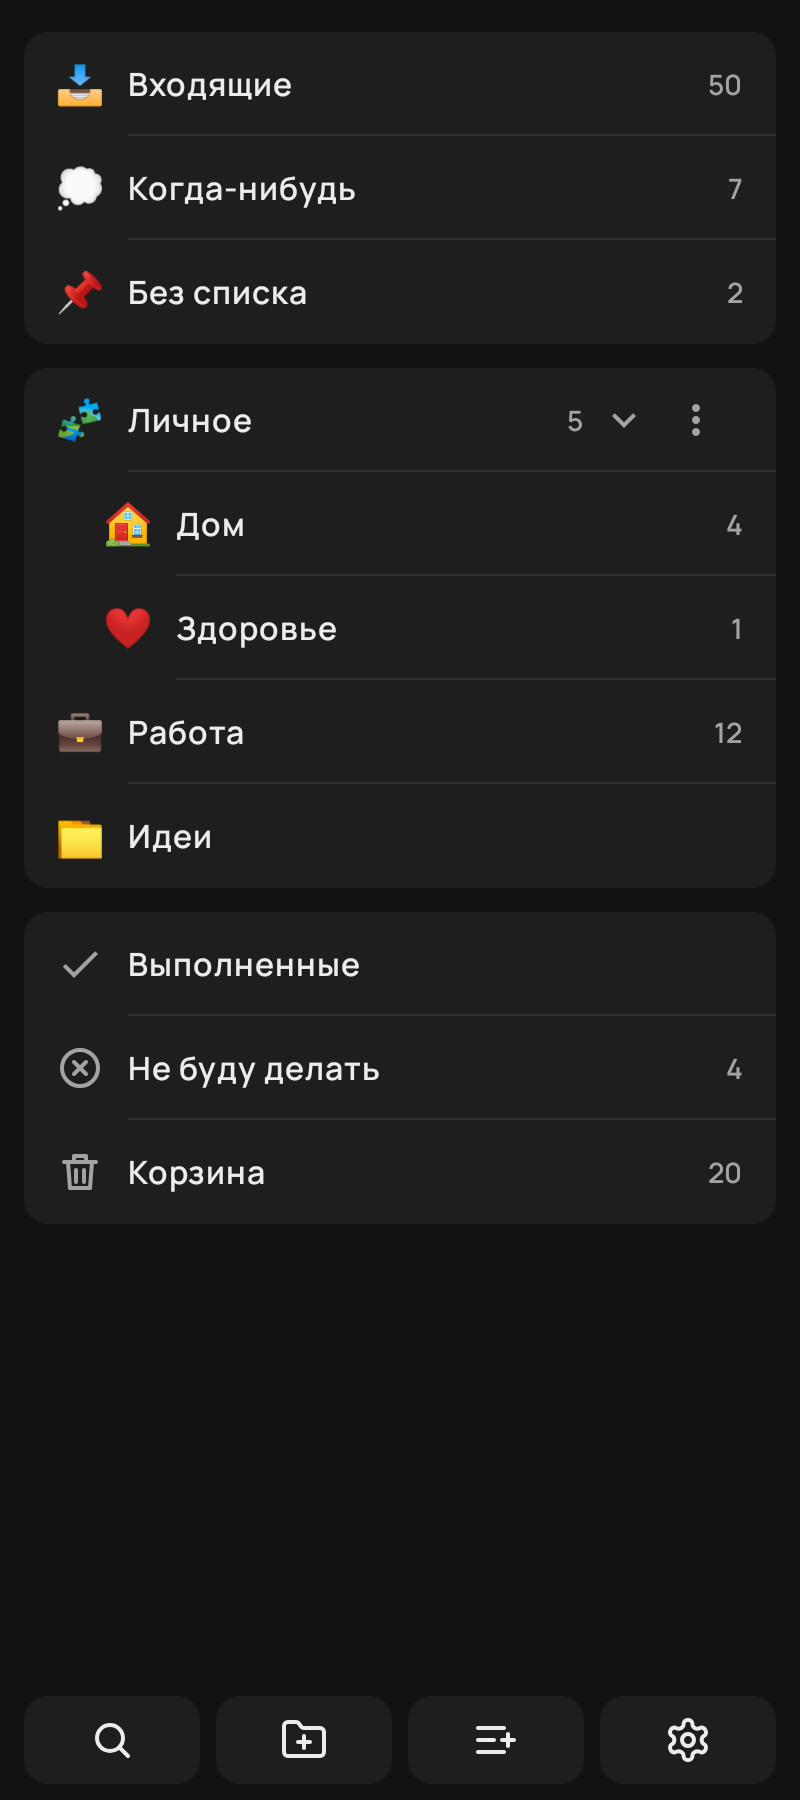 Входящие 50
Когда-нибудь 7
Без списка 2
Личное 5
Дом 4
Здоровье 1
Работа 12
Идеи
Выполненные
Не буду делать 4
Корзина 20